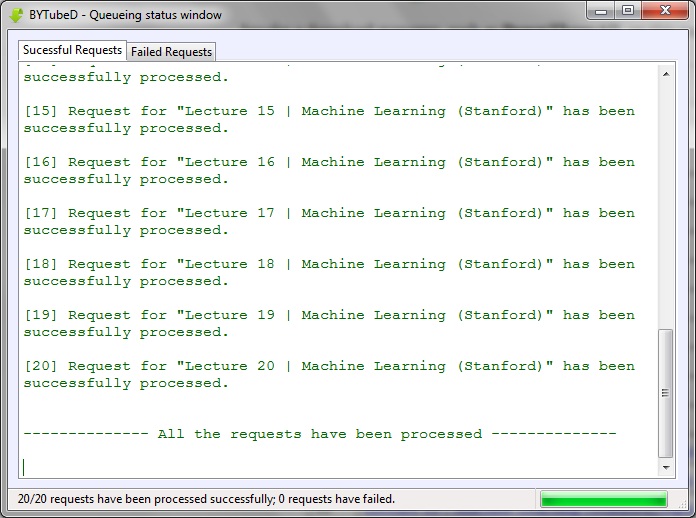 BYTubeD - Queueing status window
Sucessful Requests Failed Requests
successfully processed.
[15] Request for "Lecture 15 | Machine Learning (Stanford)" has been
successfully processed.
[16] Request for "Lecture 16 | Machine Learning (Stanford)" has been
successfully processed.
[17] Request for "Lecture 17 | Machine Learning (Stanford)" has been
successfully processed.
[18] Request for "Lecture 18 | Machine Learning (Stanford)" has been
successfully processed.
[19] Request for "Lecture 19 | Machine Learning (Stanford)" has been
successfully processed.
[20] Request for "Lecture 20 | Machine Learning (Stanford)" has been
successfully processed.
-------------- All the requests have been processed --------------
20/20 requests have been processed successfully; 0 requests have failed.